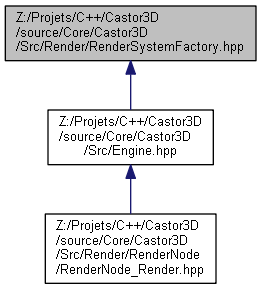 Z:/Projets/C++/Castor3D
/source/Core/Castor3D
/Src/Render/RenderSystemFactory.hpp
Z:/Projets/C++/Castor3D
/source/Core/Castor3D
/Src/Engine.hpp
Z:/Projets/C++/Castor3D
/source/Core/Castor3D
/Src/Render/RenderNode
/RenderNode_Render.hpp